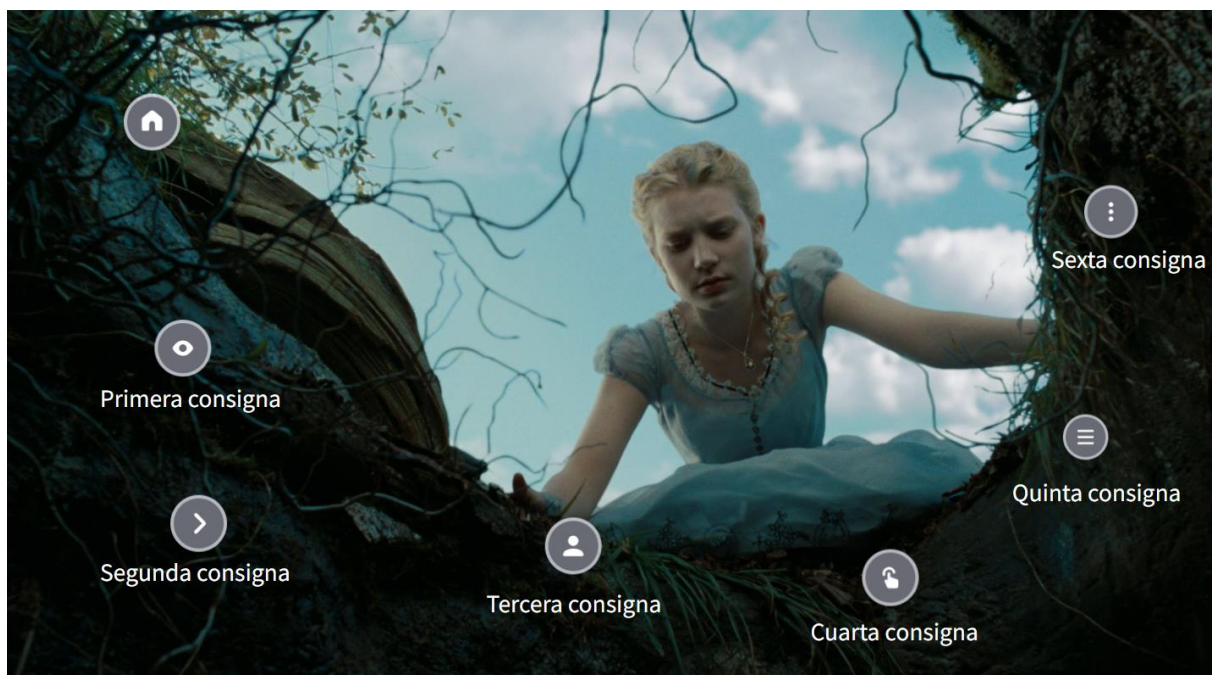 Primera consigna
Segunda consigna
Tercera consigna
Cuarta consigna
Quinta consigna
Sexta consigna